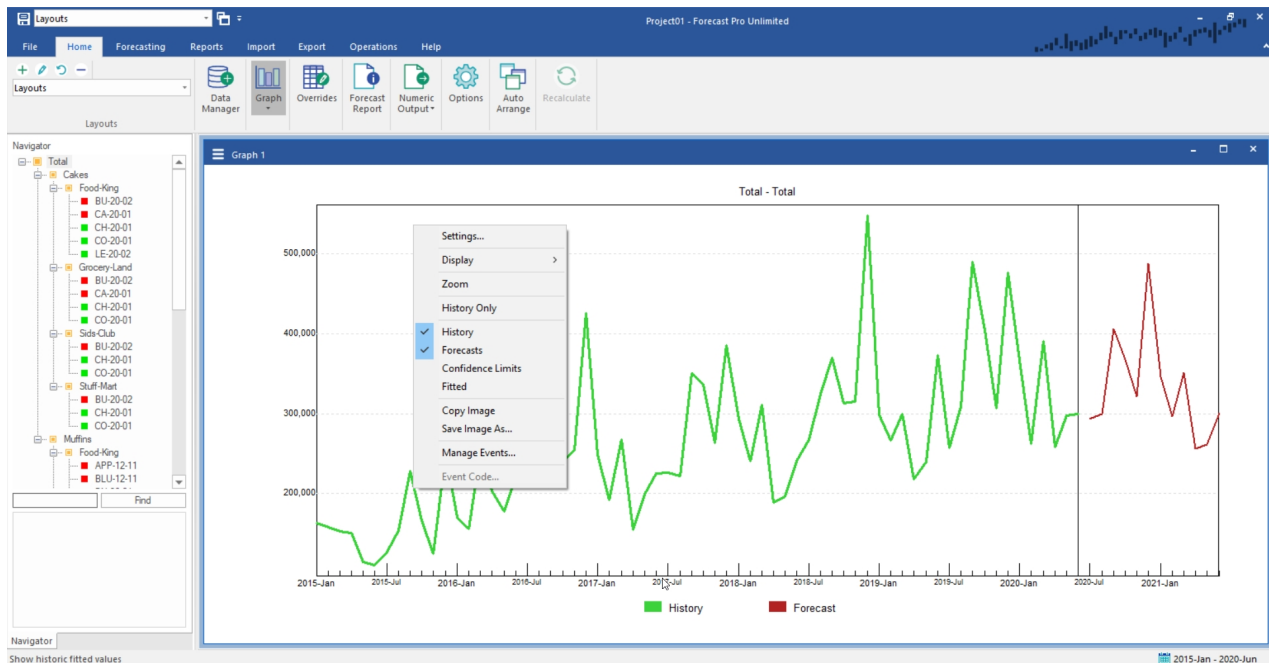 Layouts
Project01 - Forecast Pro Unlimited
File Home Forecasting Reports Import Export Operations Help
Layouts
Layouts
Data Manager
Graph
Overrides
Forecast Report
Numeric Output
Options
Auto Arrange
Recalculate
Navigator
Total
Cakes
Food-King
BU-20-02
CA-20-01
CH-20-01
CO-20-01
LE-20-02
Grocery-Land
BU-20-02
CA-20-01
CH-20-01
CO-20-01
Sids-Club
BU-20-02
CH-20-01
CO-20-01
Stuff-Mart
BU-20-02
CH-20-01
CO-20-01
Muffins
Food-King
APP-12-11
BLU-12-11
Find
Navigator
Show historic fitted values
Graph 1
Total - Total
500,000
400,000
300,000
200,000
Settings...
Display
Zoom
History Only
History
Forecasts
Confidence Limits
Fitted
Copy Image
Save Image As...
Manage Events...
Event Code...
2015-Jan 2015-Jul 2016-Jan 2016-Jul 2017-Jan 2017-Jul 2018-Jan 2018-Jul 2019-Jan 2019-Jul 2020-Jan 2020-Jul 2021-Jan
History Forecast
2015-Jan - 2020-Jun